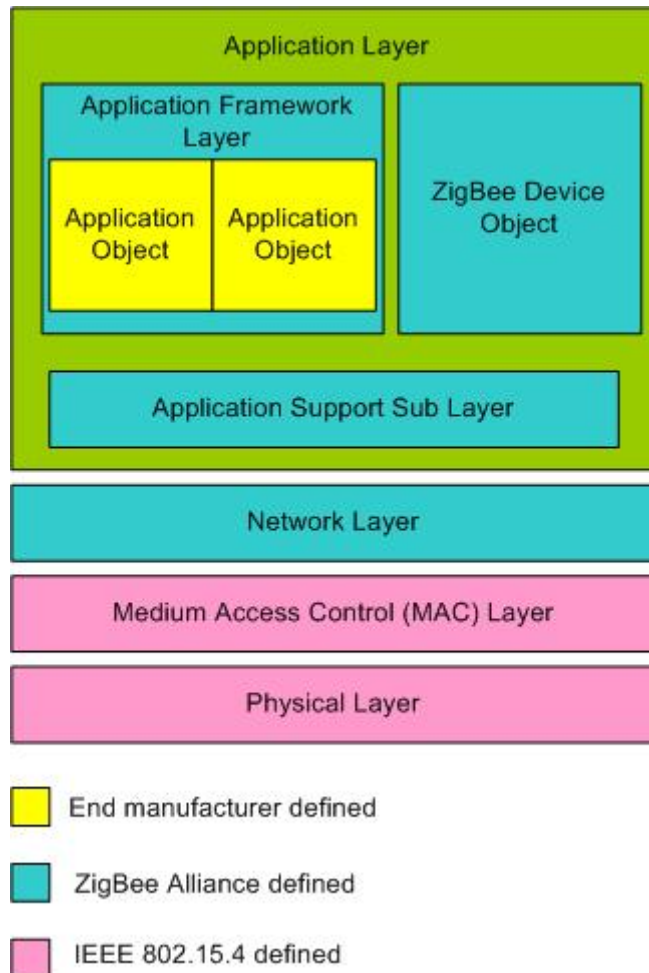 Application Layer
Application Framework
Layer
Application
Object
Application
Object
ZigBee Device
Object
Application Support Sub Layer
Network Layer
Medium Access Control (MAC) Layer
Physical Layer
End manufacturer defined
ZigBee Alliance defined
IEEE 802.15.4 defined